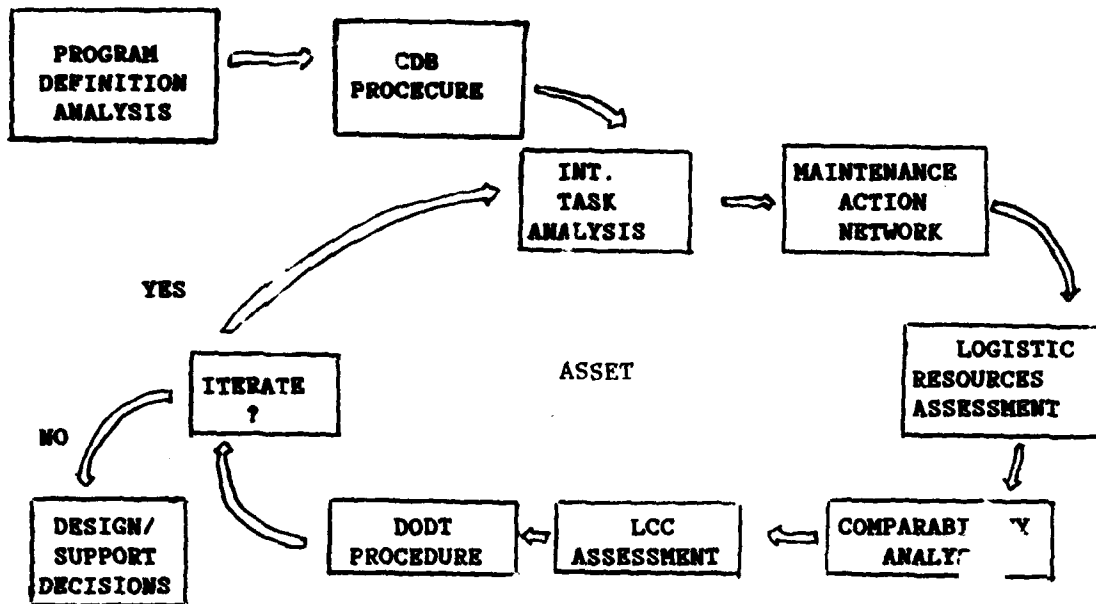 PROGRAM
DEFINITION
ANALYSIS
CDB
PROCECURE
INT.
TASK
ANALYSIS
MAINTENANCE
ACTION
NETWORK
LOGISTIC
RESOURCES
ASSESSMENT
COMPARAB
LCC
ASSESSMENT
DODT
PROCEDURE
ITERATE
?
YES
NO
DESIGN/
SUPPORT
DECISIONS
ASSET